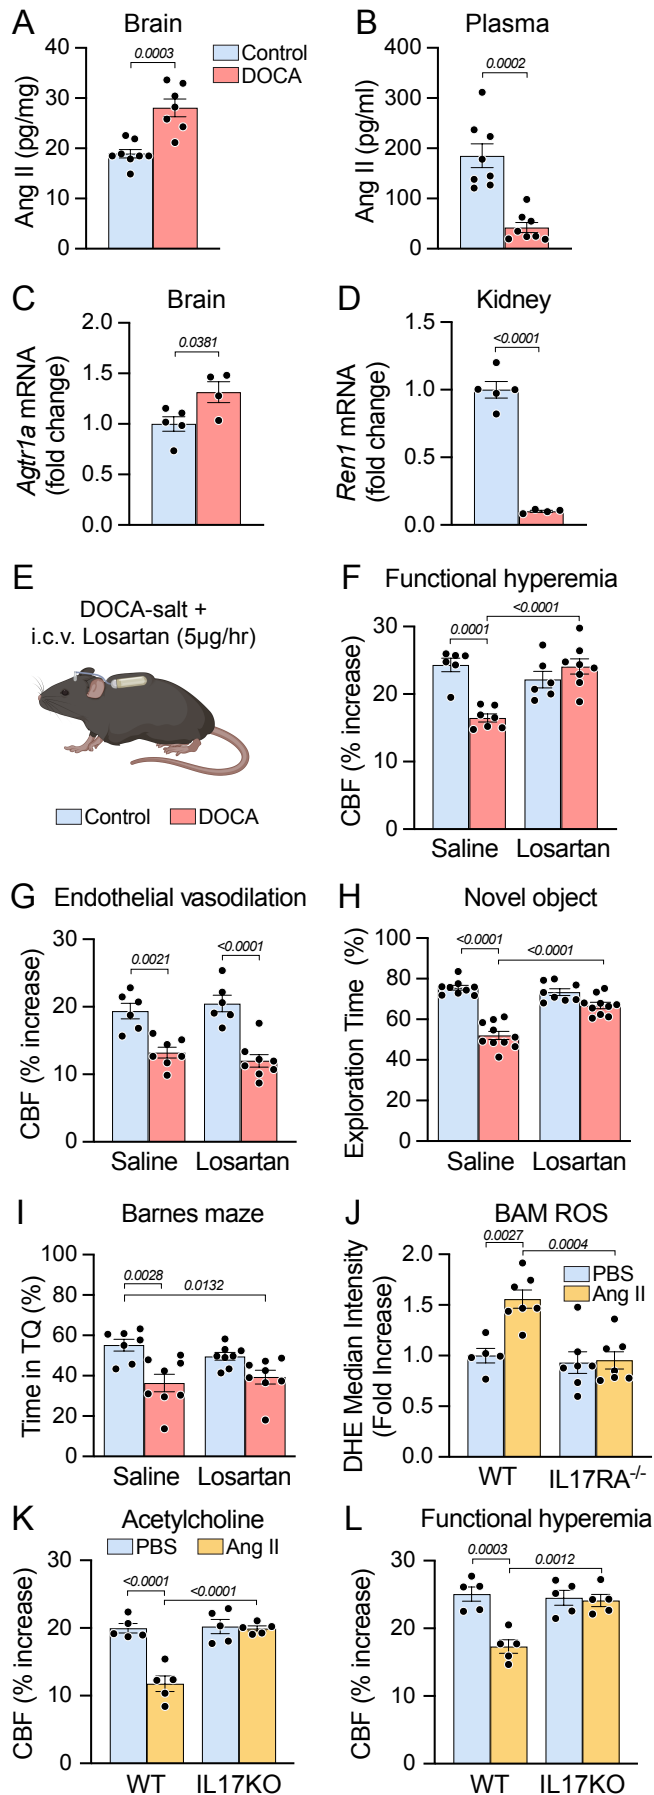 A
Brain
Control
DOCA
0.0003
Ang II (pg/mg)
40
30
20
10
0
B
Plasma
0.0002
Ang II (pg/ml)
400
300
200
100
0
C
Brain
0.0381
Agtr1a mRNA
(fold change)
2.0
1.5
1.0
0.5
0.0
D
Kidney
<0.0001
Ren1 mRNA
(fold change)
1.5
1.0
0.5
0.0
E
DOCA-salt +
i.c.v. Losartan (5µg/hr)
Control DOCA
F
Functional hyperemia
<0.0001
0.0001
CBF (% increase)
30
20
10
0
Saline Losartan
G
Endothelial vasodilation
0.0021
<0.0001
CBF (% increase)
30
20
10
0
Saline Losartan
H
Novel object
<0.0001
<0.0001
Exploration Time (%)
100
80
60
40
20
0
Saline Losartan
I
Barnes maze
0.0028
0.0132
Time in TQ (%)
100
80
60
40
20
0
Saline Losartan
J
BAM ROS
0.0027
0.0004
PBS
Ang II
DHE Median Intensity
(Fold Increase)
2.0
1.5
1.0
0.5
0.0
WT IL17RA-/-
K
Acetylcholine
PBS Ang II
<0.0001
<0.0001
CBF (% increase)
30
20
10
0
WT IL17KO
L
Functional hyperemia
0.0003
0.0012
CBF (% increase)
30
20
10
0
WT IL17KO